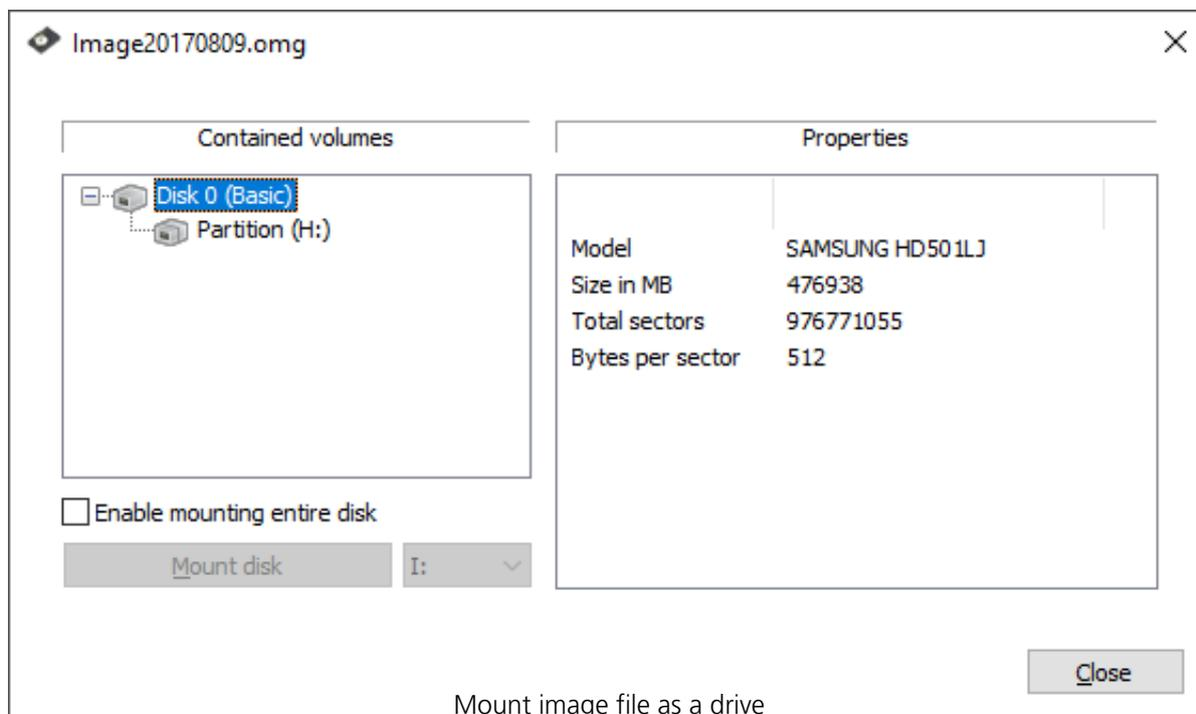 Image20170809.omg
Contained volumes
Disk 0 (Basic)
Partition (H:)
Enable mounting entire disk
Mount disk I:
Properties
Model SAMSUNG HD501LJ
Size in MB 476938
Total sectors 976771055
Bytes per sector 512
Close
Mount image file as a drive